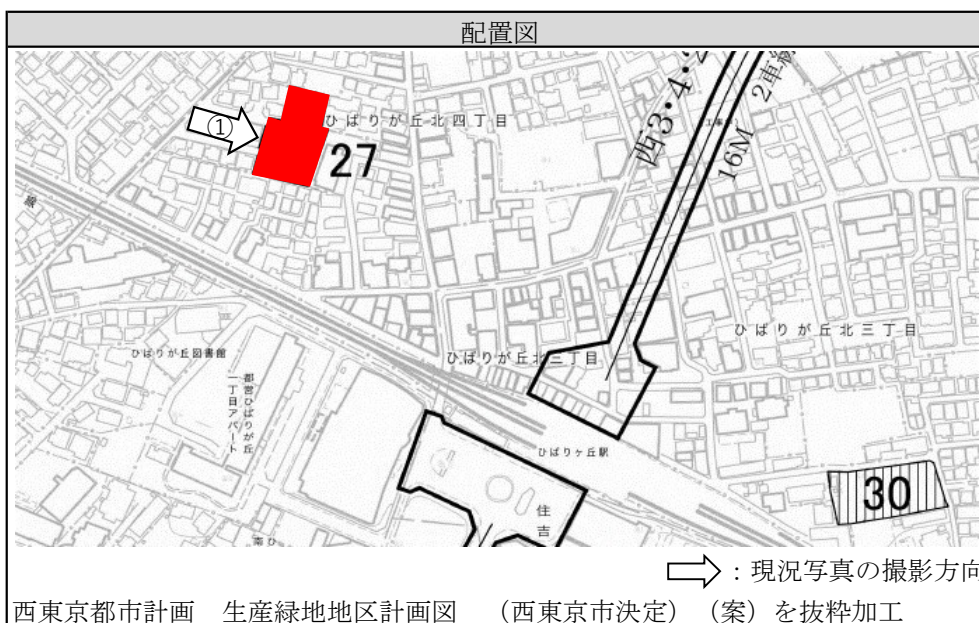 配置図
西3・4・2
2車線
16M
①
ひばりが丘北四丁目
27
ひばりが丘北三丁目
ひばりが丘図書館
ひばりが丘北三丁目
都営ひばりが丘
一丁目アパート
ひばりヶ丘駅
30
住吉
南ひ
：現況写真の撮影方向
西東京都市計画　生産緑地地区計画図　（西東京市決定）（案）を抜粋加工